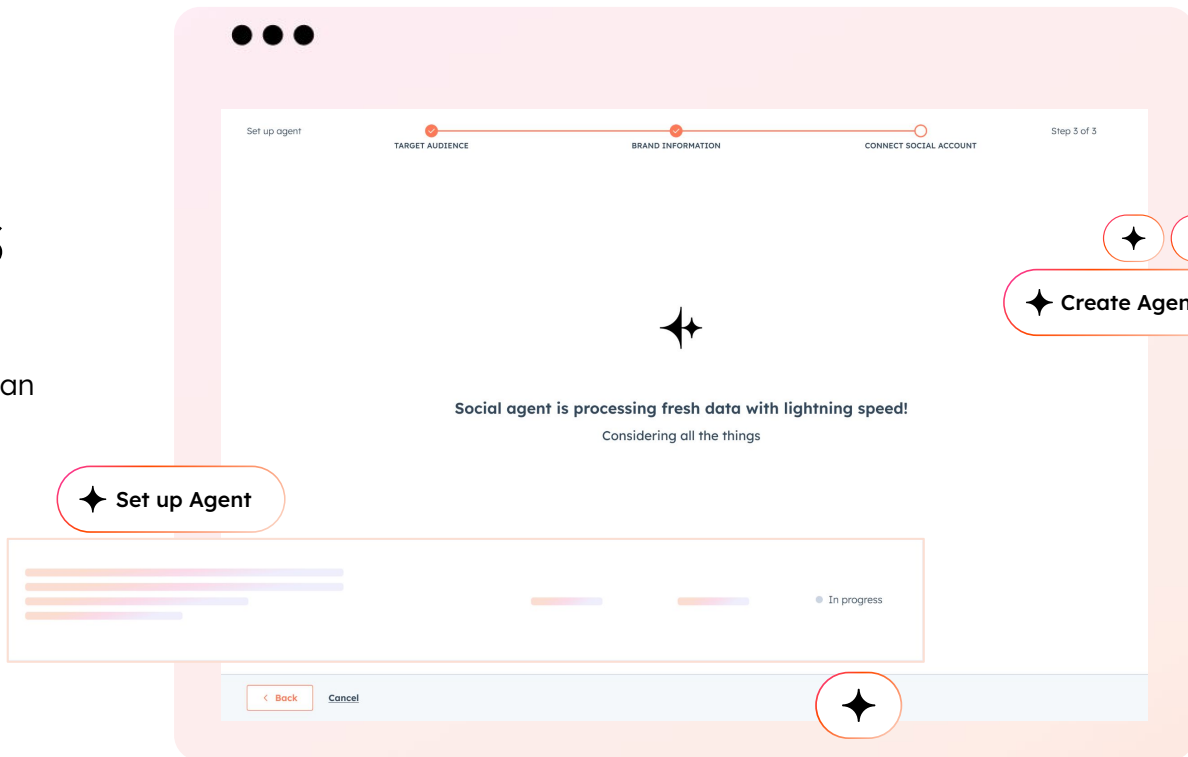 Set up agent
TARGET AUDIENCE
BRAND INFORMATION
CONNECT SOCIAL ACCOUNT
Step 3 of 3
s
Create Agen
an
Social agent is processing fresh data with lightning speed!
Considering all the things
Set up Agent
In progress
< Back
Cancel